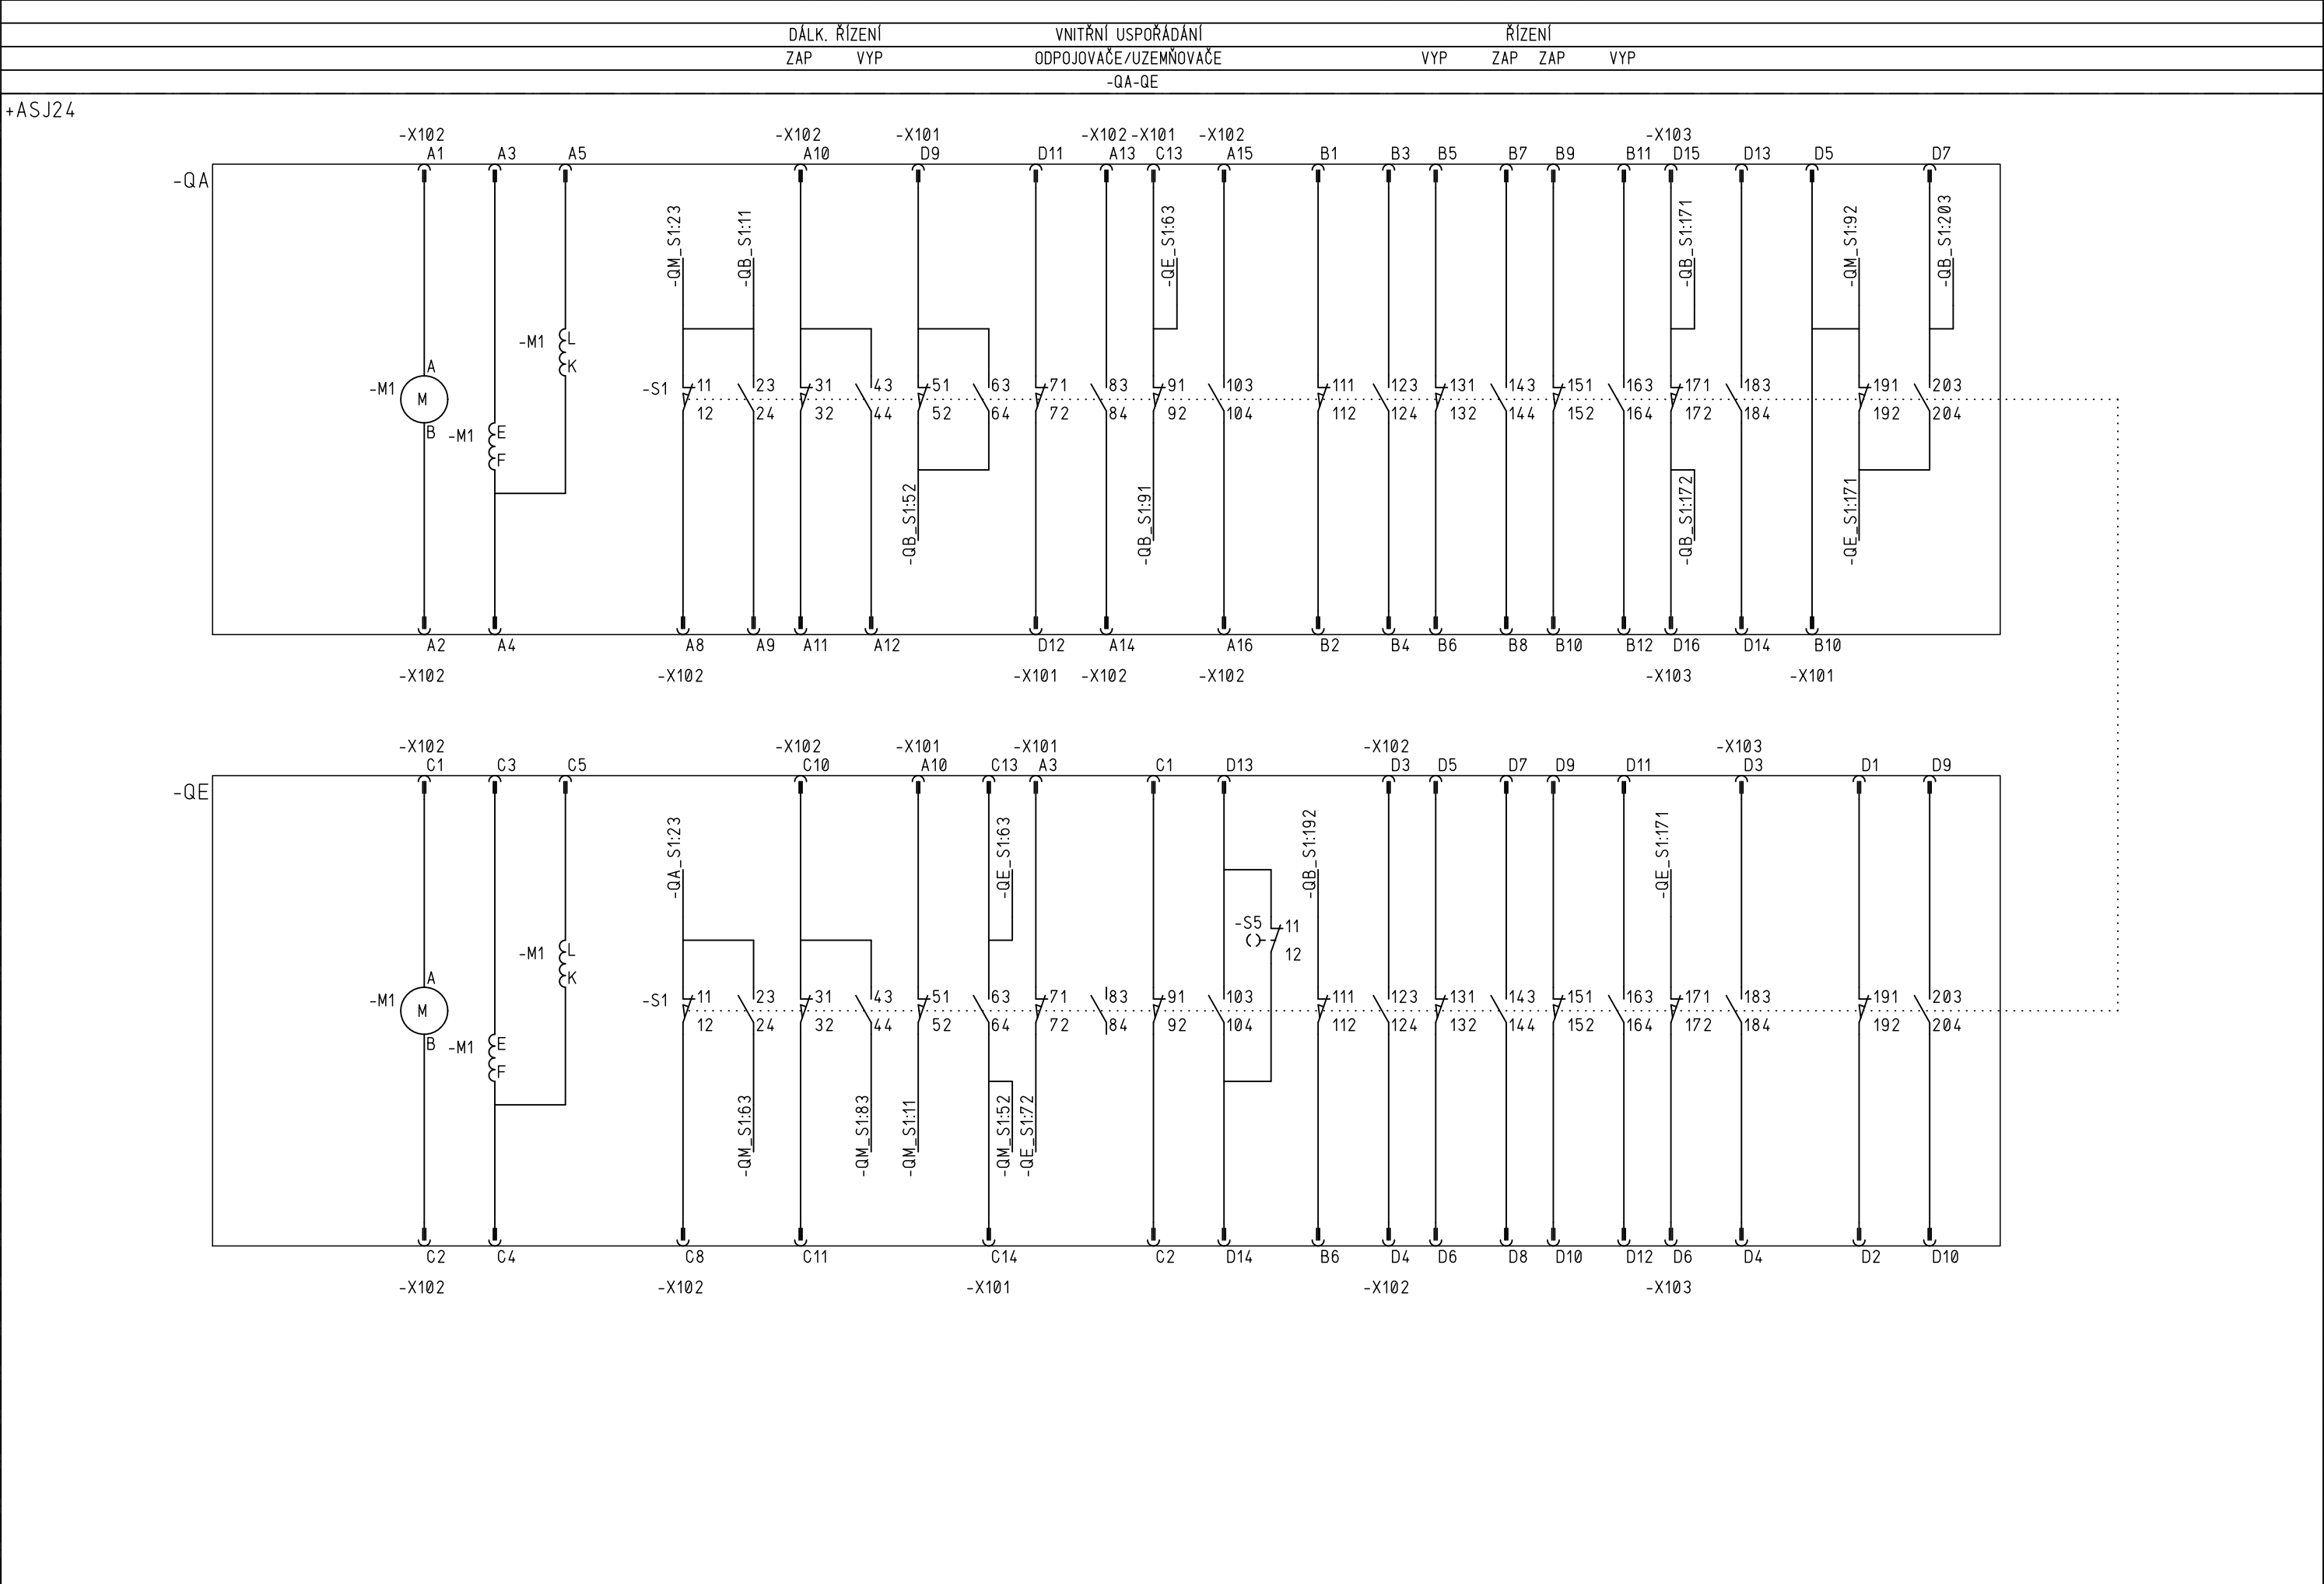 DÁLK. ŘÍZENÍ VNITŘNÍ USPOŘÁDÁNÍ ŘÍZENÍ
ZAP VYP ODPOJOVAČE/UZEMŇOVAČE VYP ZAP ZAP VYP
-QA-QE
+ASJ24
-X102 -X102 -X101 -X102 -X101 -X102 -X103
A1 A3 A5 A10 D9 D11 A13 C13 A15 B1 B3 B5 B7 B9 B11 D15 D13 D5 D7
-QA
-QM_S1:23 -QB_S1:11 -QE_S1:63 -QB_S1:171 -QM_S1:92 -QB_S1:203
-M1 L
K
A
-M1 M
B
-M1 E
F
-S1 11 23 31 43 51 63 71 83 91 103 111 123 131 143 151 163 171 183 191 203
12 24 32 44 52 64 72 84 92 104 112 124 132 144 152 164 172 184 192 204
-QB_S1:52 -QB_S1:91 -QB_S1:172 -QE_S1:171
A2 A4 A8 A9 A11 A12 D12 A14 A16 B2 B4 B6 B8 B10 B12 D16 D14 B10
-X102 -X102 -X101 -X102 -X102 -X103 -X101
-X102 -X102 -X101 -X101 -X102 -X103
C1 C3 C5 C10 A10 C13 A3 C1 D13 D3 D5 D7 D9 D11 D3 D1 D9
-QE
-QA_S1:23 -QE_S1:63 -QB_S1:192 -QE_S1:171
-S5 11
12
-M1 L
K
A
-M1 M
B
-M1 E
F
-S1 11 23 31 43 51 63 71 83 91 103 111 123 131 143 151 163 171 183 191 203
12 24 32 44 52 64 72 84 92 104 112 124 132 144 152 164 172 184 192 204
-QM_S1:63 -QM_S1:83 -QM_S1:11 -QM_S1:52 -QE_S1:72
C2 C4 C8 C11 C14 C2 D14 B6 D4 D6 D8 D10 D12 D6 D4 D2 D10
-X102 -X102 -X101 -X102 -X103